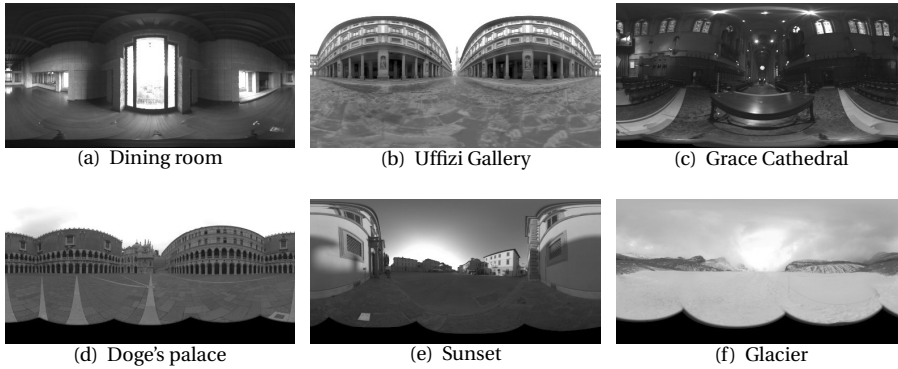 (a) Dining room
(b) Uffizi Gallery
(c) Grace Cathedral
(d) Doge's palace
(e) Sunset
(f) Glacier